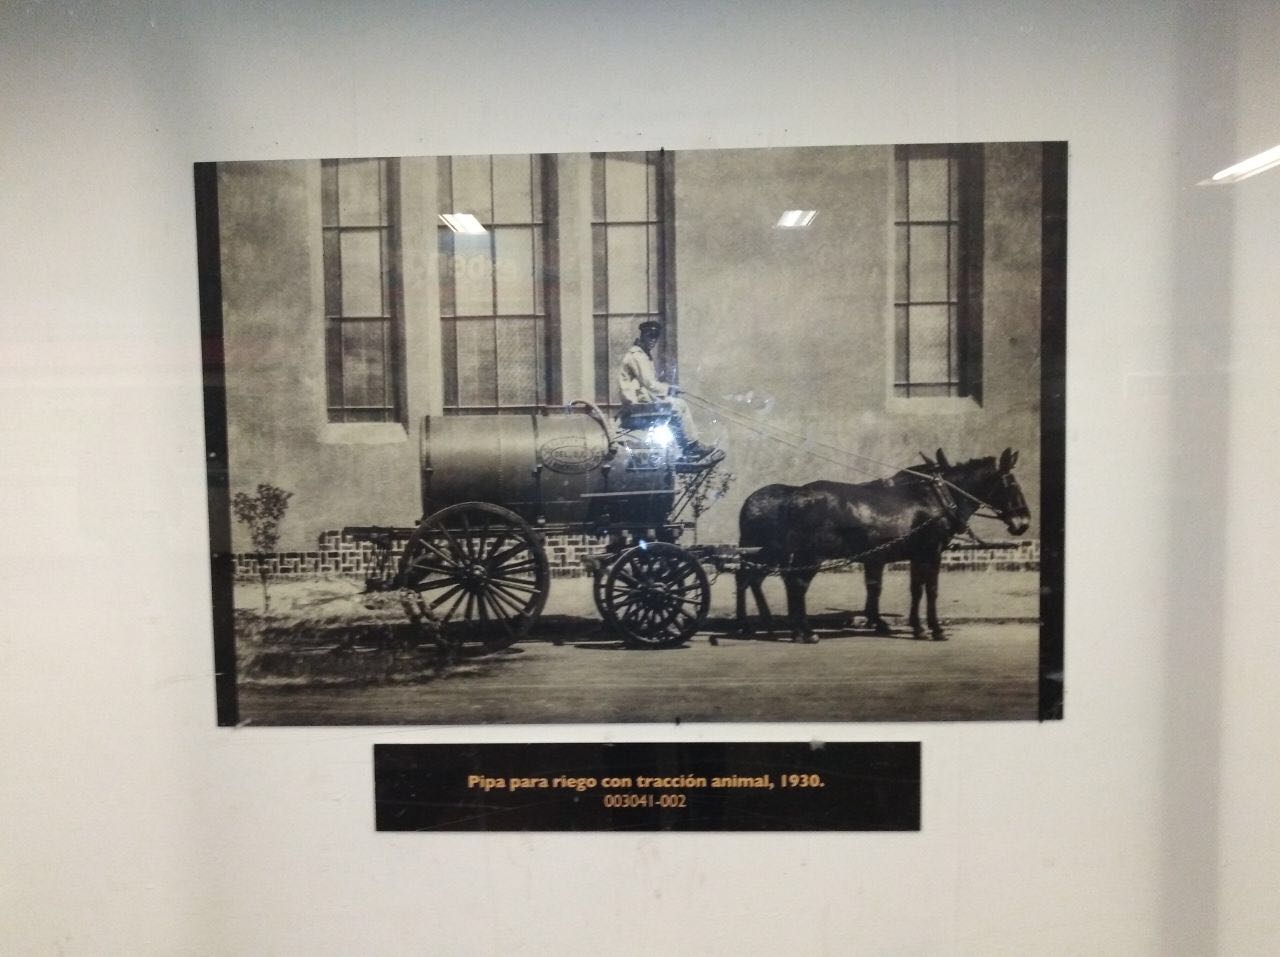 Pipa para riego con tracción animal, 1930.
003041-002